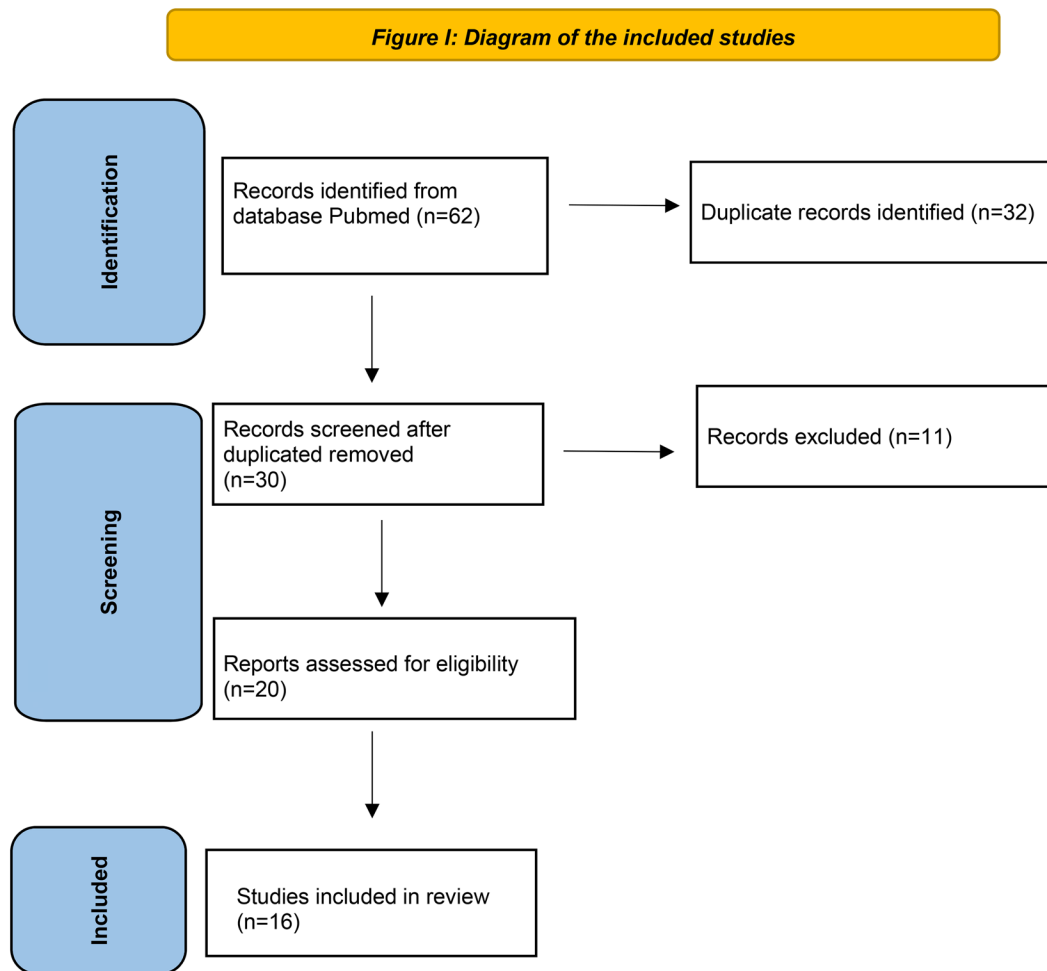 Figure I: Diagram of the included studies
Identification
Records identified from
database Pubmed (n=62)
Duplicate records identified (n=32)
Screening
Records screened after
duplicated removed
(n=30)
Records excluded (n=11)
Reports assessed for eligibility
(n=20)
Included
Studies included in review
(n=16)